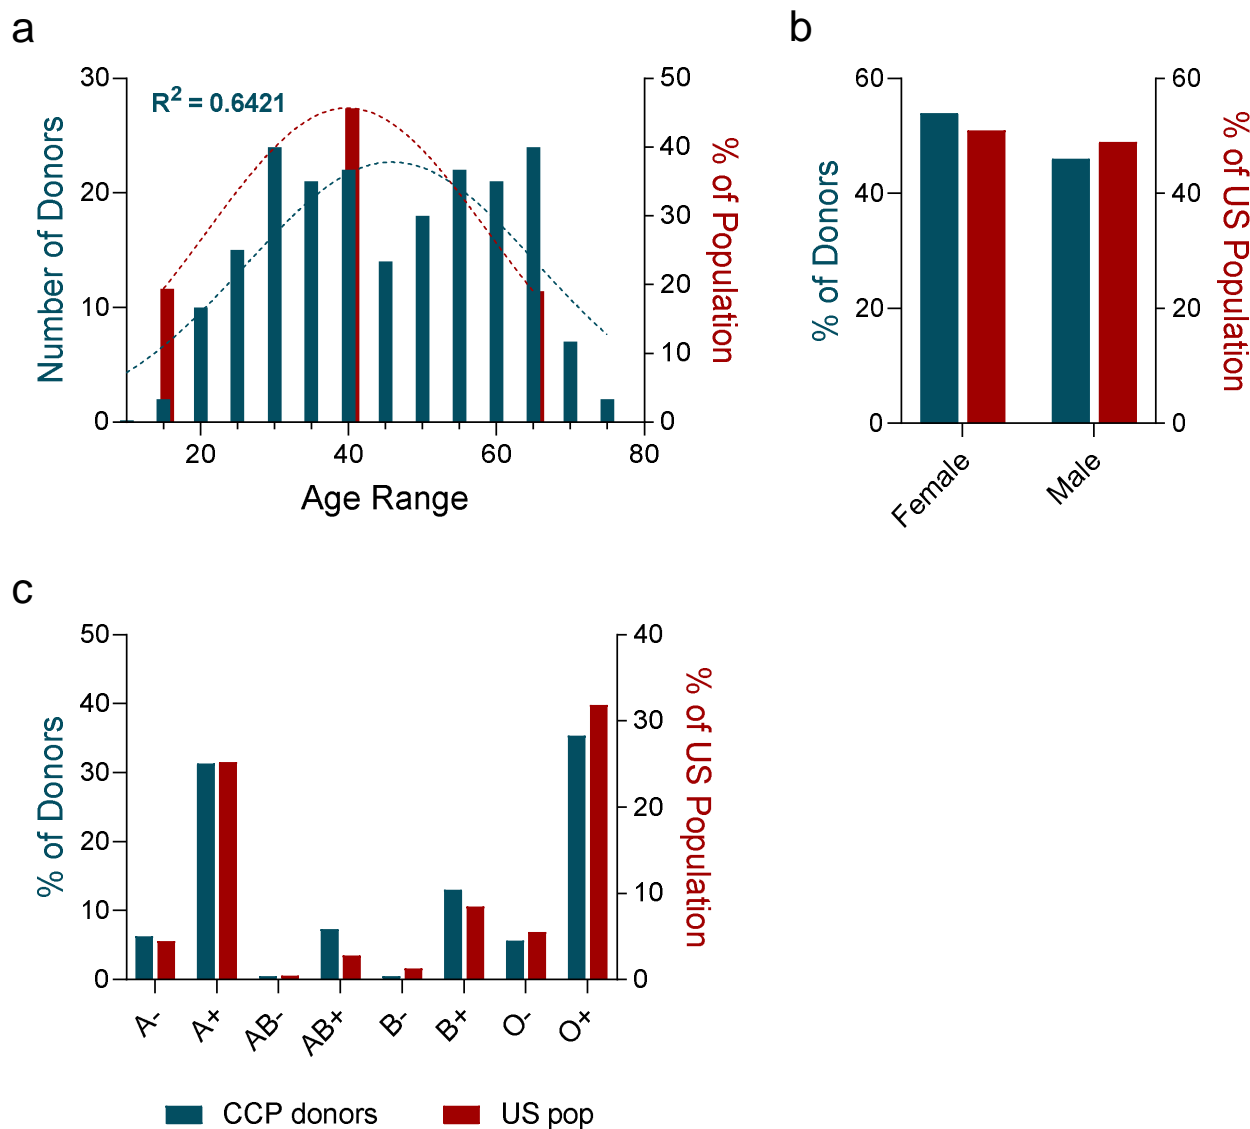 a
R2 = 0.6421
Number of Donors
30
20
10
0
50
40
30
20
10
0
% of Population
20
40
60
80
Age Range
b
% of Donors
60
40
20
0
60
40
20
0
% of US Population
Female
Male
c
% of Donors
50
40
30
20
10
0
40
30
20
10
0
% of US Population
A-
A+
AB-
AB+
B-
B+
O-
O+
CCP donors
US pop